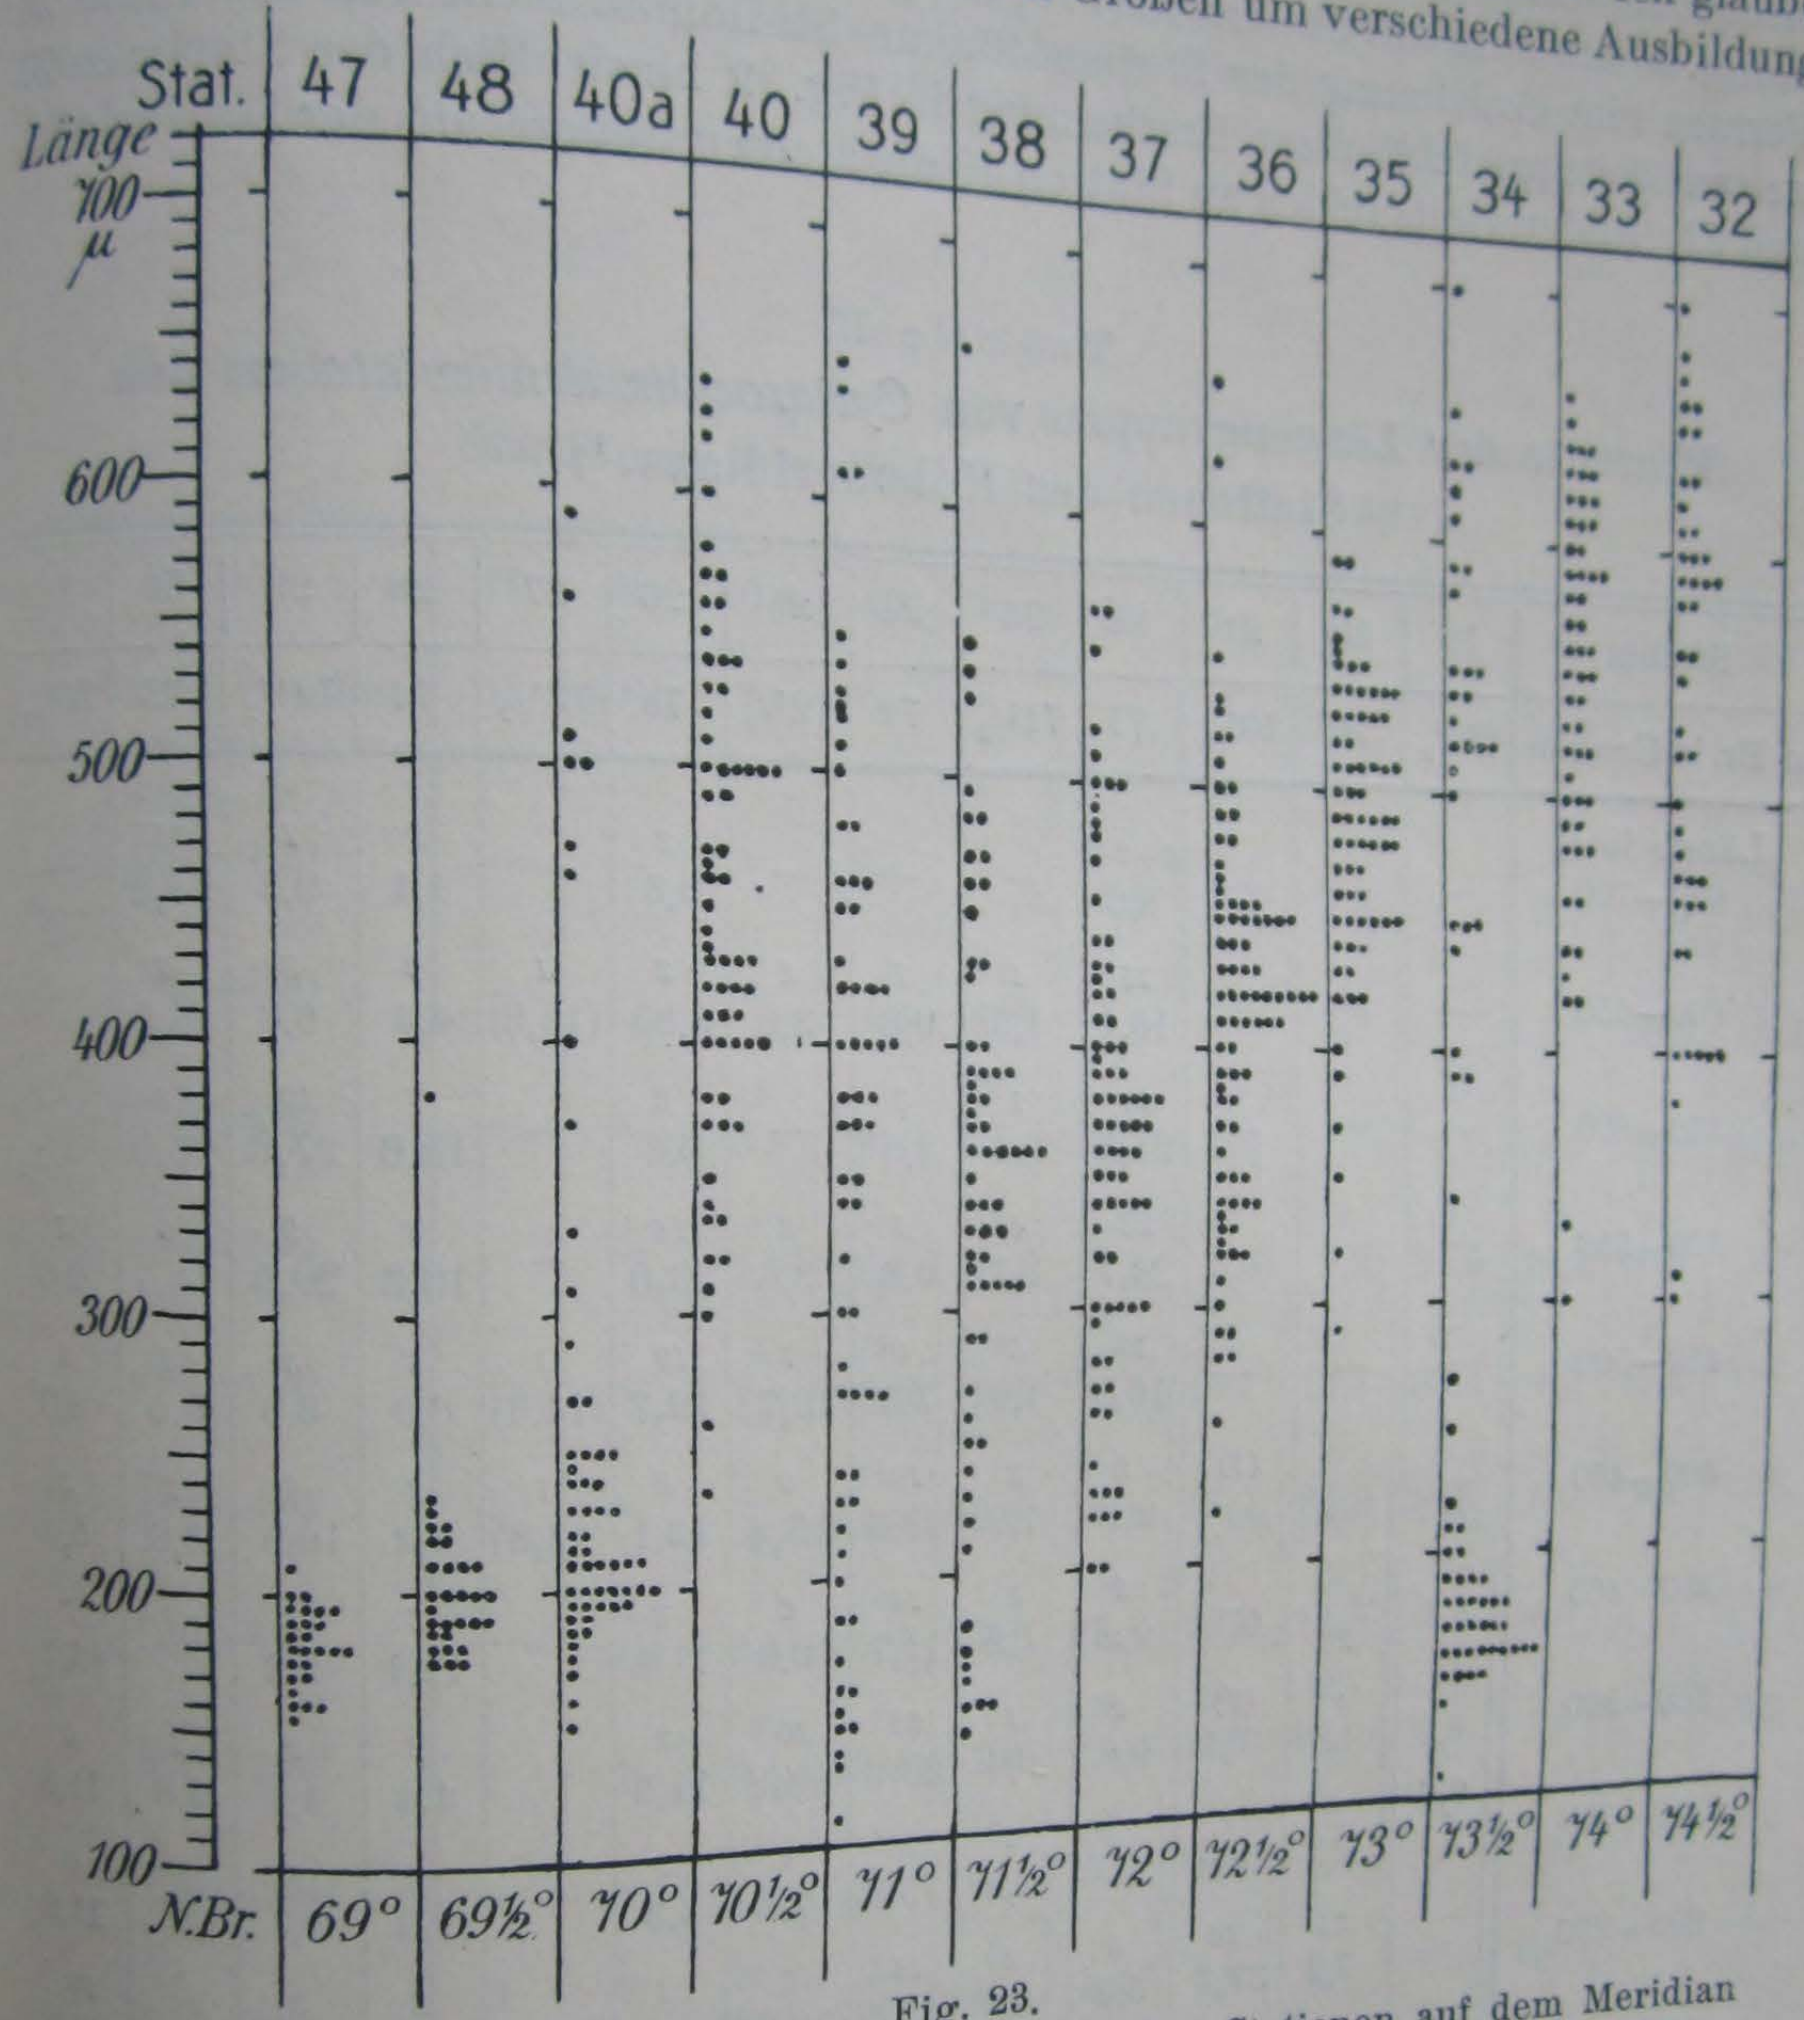 glaub
um verschiedene Ausbildung
Stat. 47 48 40a 40 39 38 37 36 35 34 33 32
Länge
700
μ
600
500
400
300
200
100
N.Br. 69° 69½° 70° 70½° 71° 71½° 72° 72½° 73° 73½° 74° 74½°
Fig. 23.
auf dem Meridian